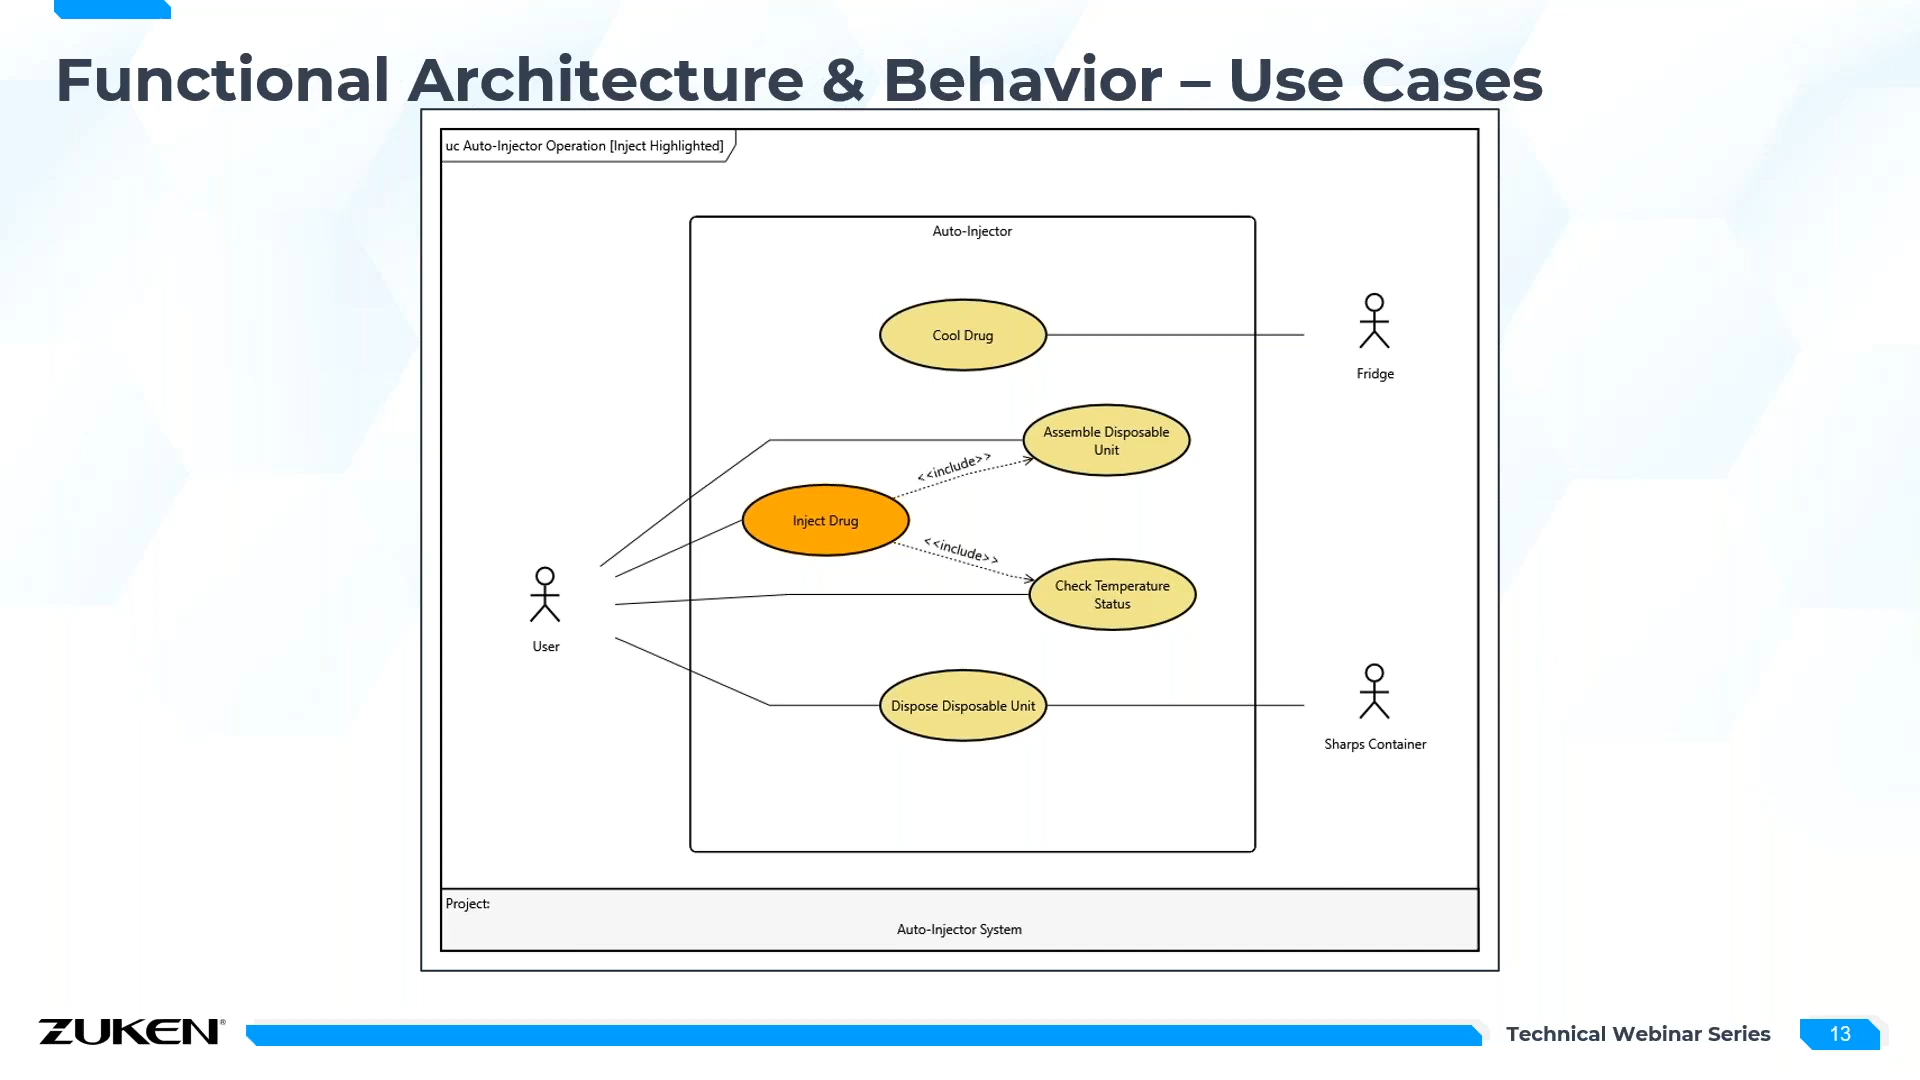 Functional Architecture & Behavior – Use Cases
uc Auto-Injector Operation [Inject Highlighted]
Auto-Injector
Cool Drug
Fridge
Assemble Disposable
Unit
<<include>>
Inject Drug
<<include>>
Check Temperature
Status
User
Dispose Disposable Unit
Sharps Container
Project:
Auto-Injector System
ZUKEN®
Technical Webinar Series
13